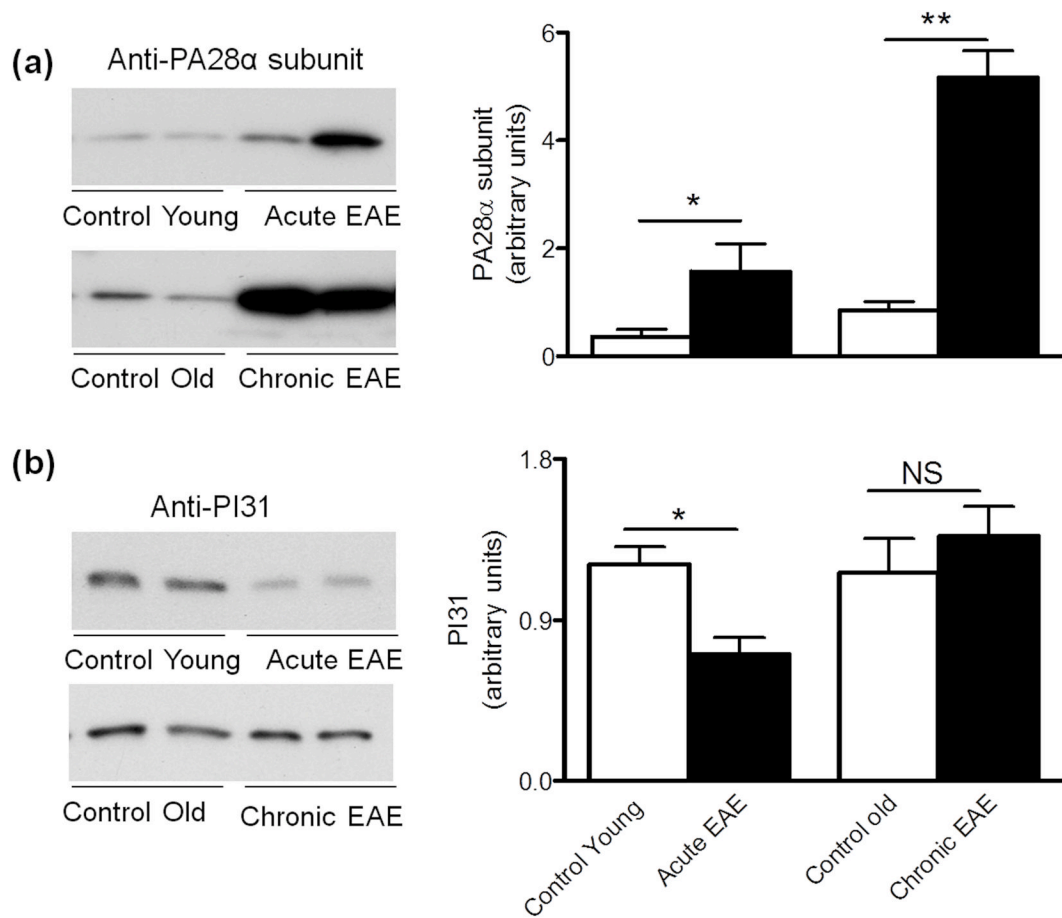 (a)
Anti-PA28α subunit
Control Young Acute EAE
Control Old Chronic EAE
PA28α subunit
(arbitrary units)
6
4
2
0
*
**
(b)
Anti-PI31
Control Young Acute EAE
Control Old Chronic EAE
PI31
(arbitrary units)
1.8
0.9
0.0
*
NS
Control Young
Acute EAE
Control old
Chronic EAE